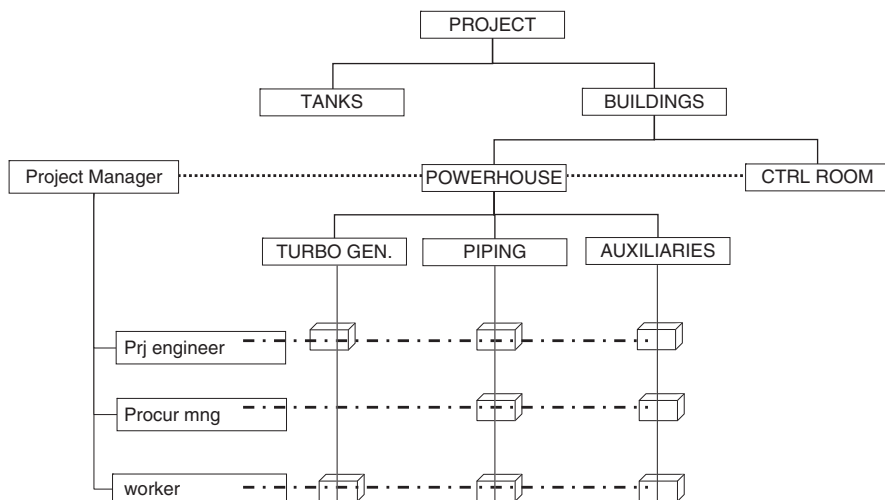 PROJECT
TANKS
BUILDINGS
Project Manager
POWERHOUSE
CTRL ROOM
TURBO GEN.
PIPING
AUXILIARIES
Prj engineer
Procur mng
worker